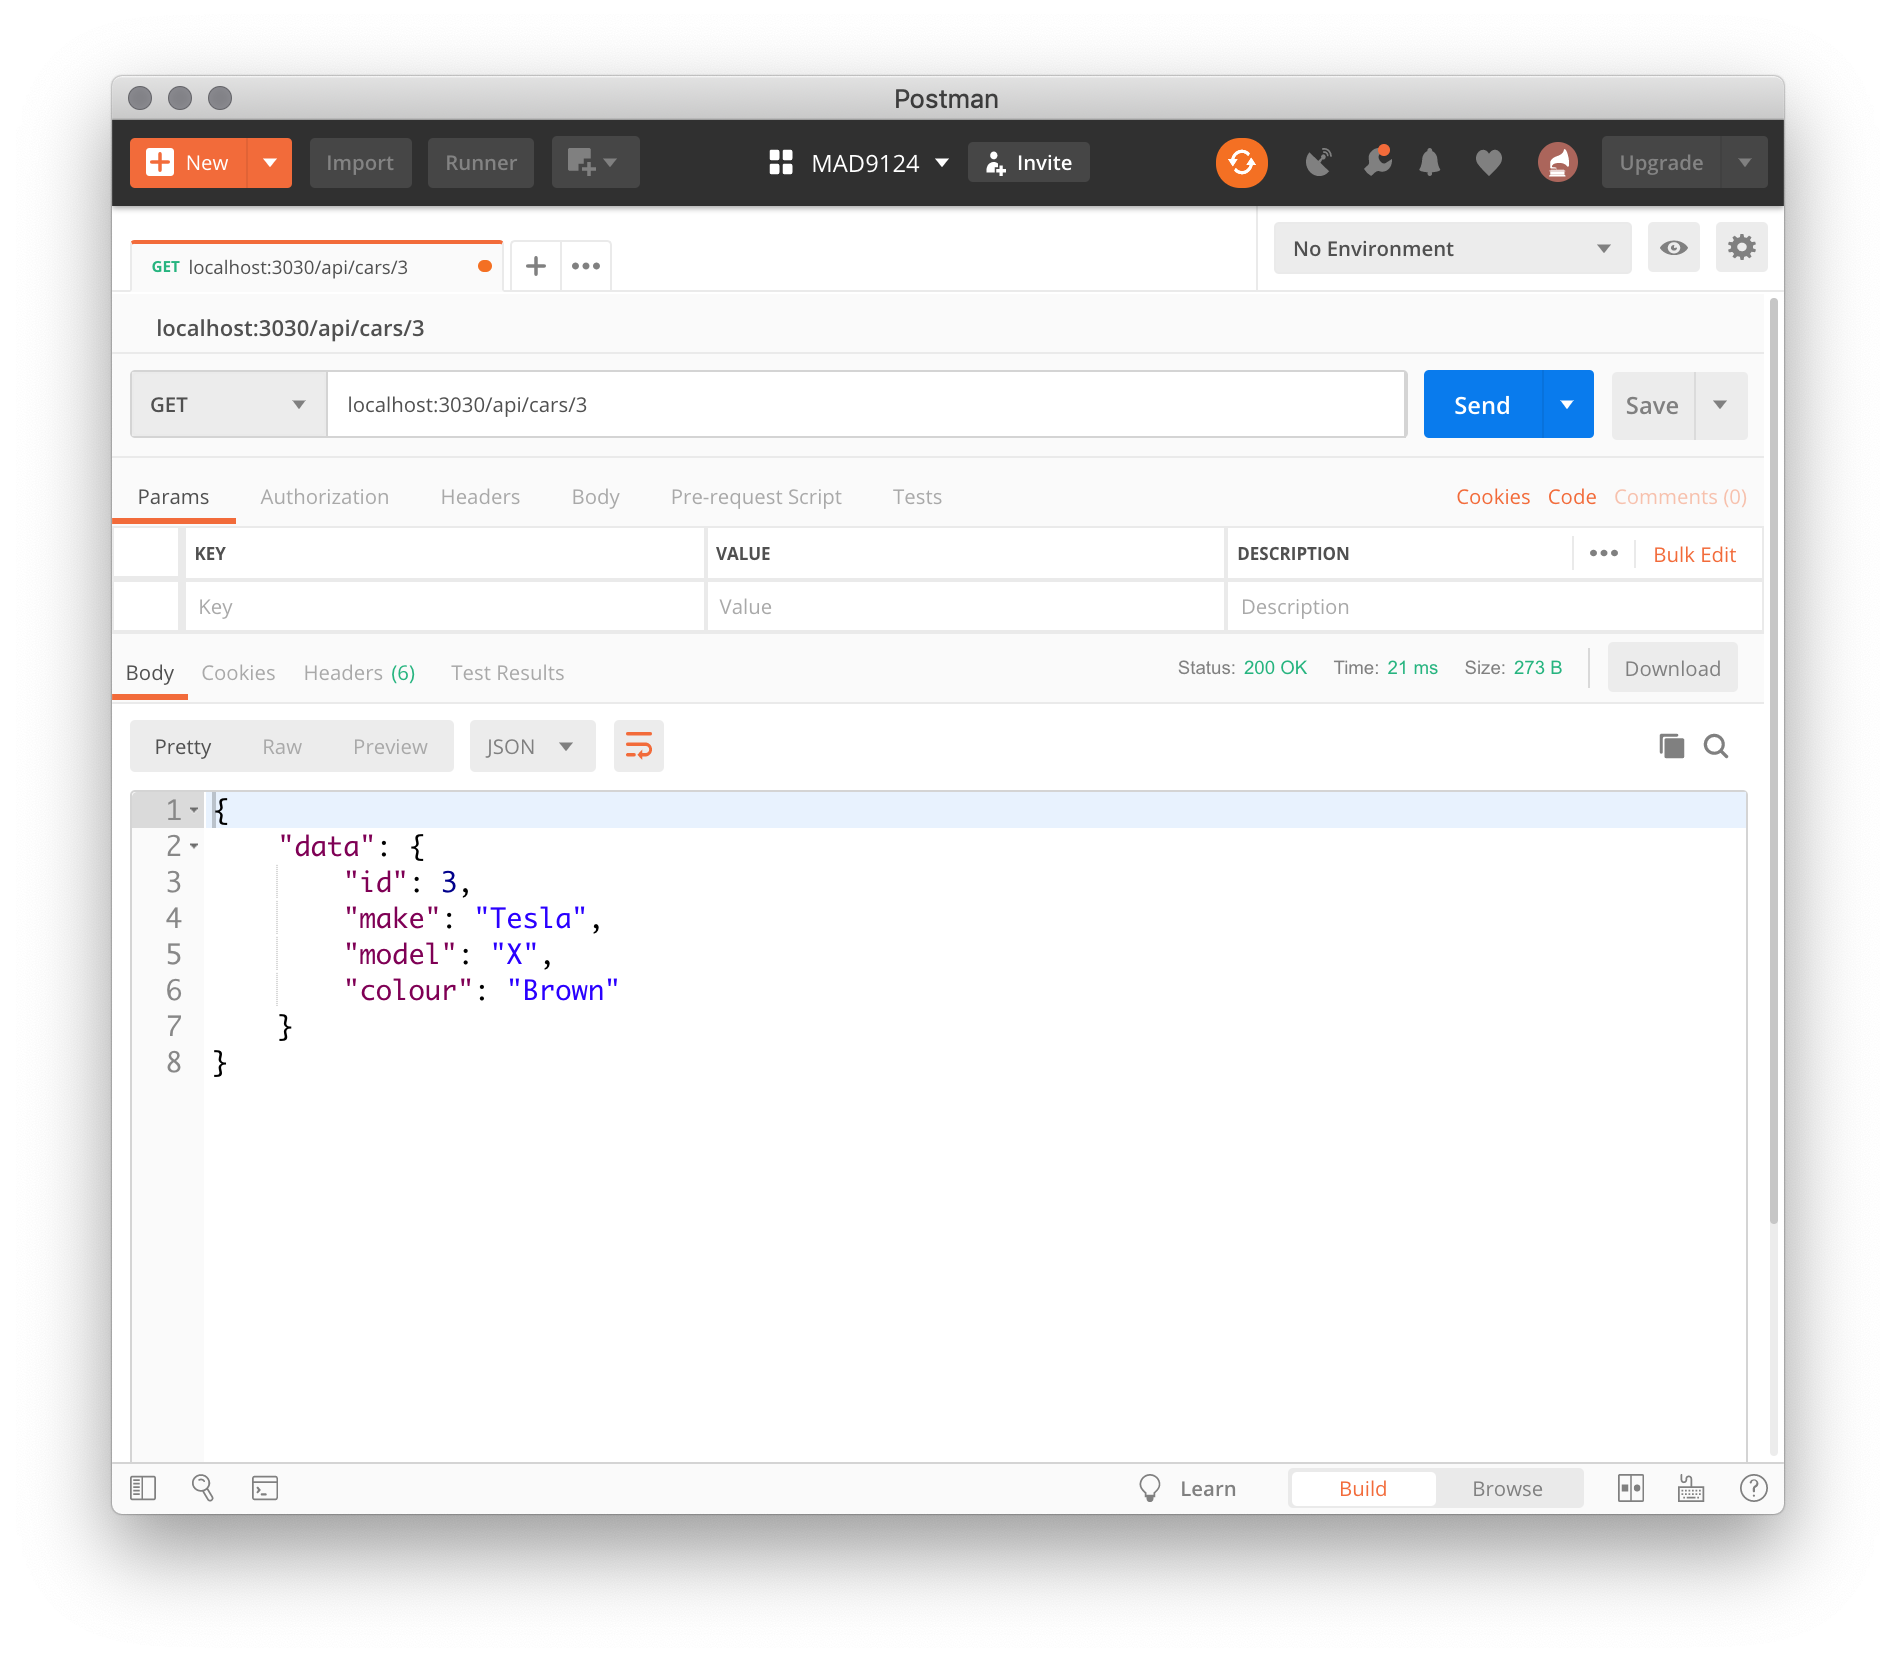 Postman
New Import Runner MAD9124 Invite Upgrade
GET localhost:3030/api/cars/3 No Environment
localhost:3030/api/cars/3
GET localhost:3030/api/cars/3 Send Save
Params Authorization Headers Body Pre-request Script Tests Cookies Code Comments (0)
KEY VALUE DESCRIPTION Bulk Edit
Key Value Description
Body Cookies Headers (6) Test Results Status: 200 OK Time: 21 ms Size: 273 B Download
Pretty Raw Preview JSON
1 {
2 "data": {
3 "id": 3,
4 "make": "Tesla",
5 "model": "X",
6 "colour": "Brown"
7 }
8 }
Learn Build Browse